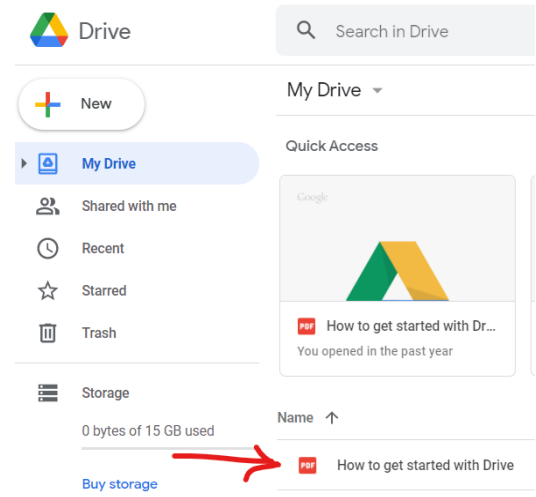 Drive
Search in Drive
New
My Drive
Shared with me
Recent
Starred
Trash
Storage
0 bytes of 15 GB used
Buy storage
My Drive
Quick Access
Google
PDF How to get started with Dr...
You opened in the past year
Name
PDF How to get started with Drive